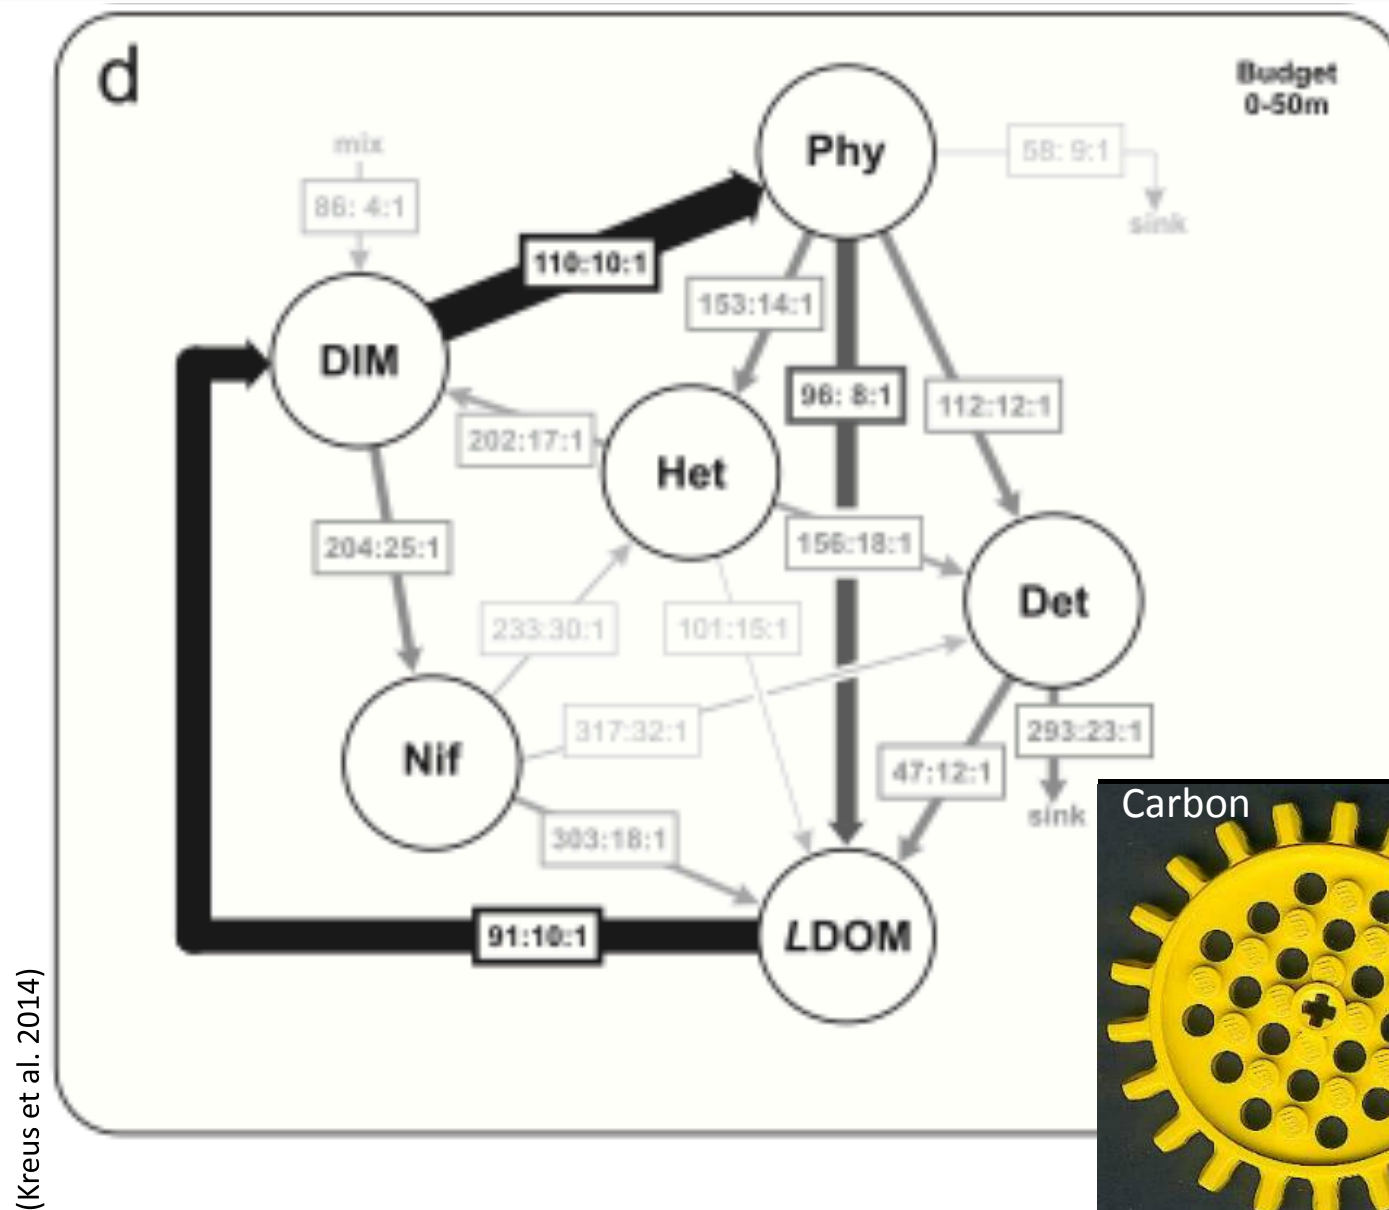 d
Budget
0-50m
mix
86: 4:1
Phy
58: 9:1
sink
110:10:1
153:14:1
DIM
96: 8:1
112:12:1
202:17:1
Het
204:25:1
156:18:1
233:30:1
101:15:1
Det
317:32:1
293:23:1
Nif
47:12:1
sink
303:18:1
91:10:1
LDOM
Carbon
(Kreus et al. 2014)